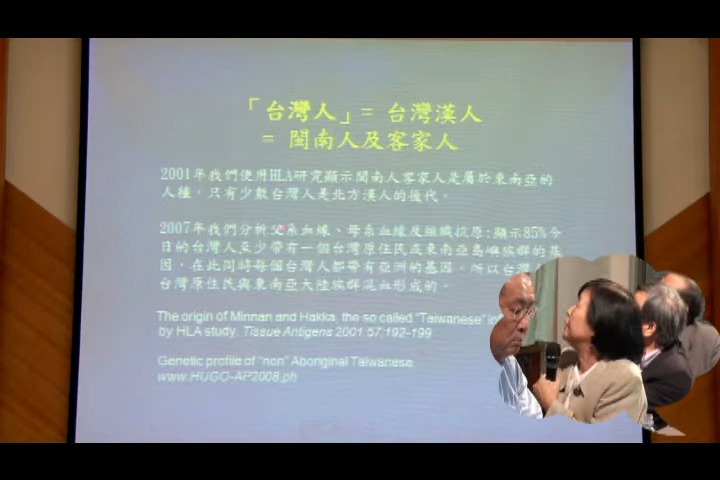 「台灣人」= 台灣漢人
= 閩南人及客家人
2001年我們使用HLA研究顯示閩南人客家人是屬於東南亞的
人種，只有少數台灣人是北方漢人的後代。
2007年我們分析父系血緣、母系血緣及組織抗原;顯示85%今
日的台灣人至少帶有一個台灣原住民或東南亞島嶼族群的基
因，在此同時每個台灣人都帶有亞洲的基因，所以台灣
台灣原住民與東南亞大陸族群混血形成的。
The origin of Minnan and Hakka, the so called "Taiwanese"
by HLA study. Tissue Antigens 2001 57:192-199
Genetic profile of "non" Aboriginal Taiwanese.
www.HUGO-AP2008.ph